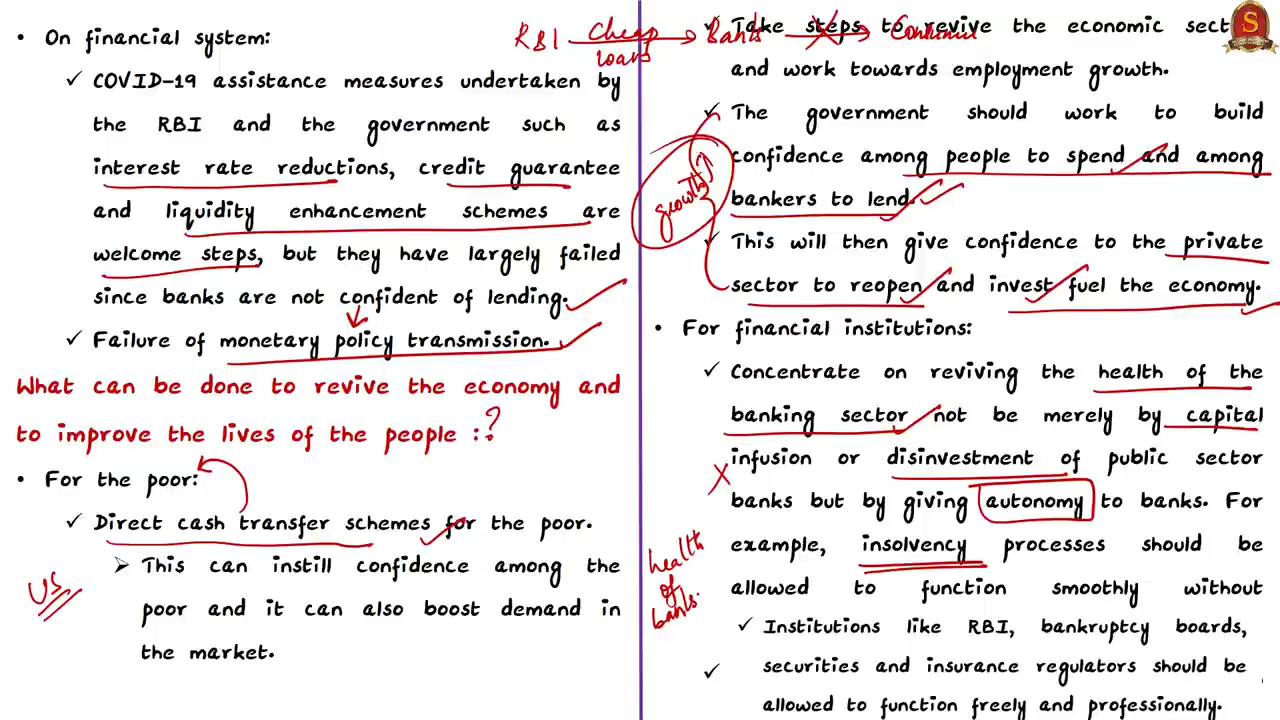 • On financial system:
✓ COVID-19 assistance measures undertaken by
the RBI and the government such as
interest rate reductions, credit guarantee
and liquidity enhancement schemes are
welcome steps, but they have largely failed
since banks are not confident of lending.
✓ Failure of monetary policy transmission.
What can be done to revive the economy and
to improve the lives of the people :?
• For the poor:
✓ Direct cash transfer schemes for the poor.
➤ This can instill confidence among the
poor and it can also boost demand in
the market.
US
RBI Cheap loans Banks
✓ Take steps to revive the economic sect
and work towards employment growth.
✓ The government should work to build
confidence among people to spend and among
bankers to lend.
growth↑
✓ This will then give confidence to the private
sector to reopen and invest fuel the economy.
• For financial institutions:
✓ Concentrate on reviving the health of the
banking sector not be merely by capital
infusion or disinvestment of public sector
banks but by giving autonomy to banks. For
example, insolvency processes should be
allowed to function smoothly without
health
of
banks.
✓ Institutions like RBI, bankruptcy boards,
✓ securities and insurance regulators should be
allowed to function freely and professionally.
S